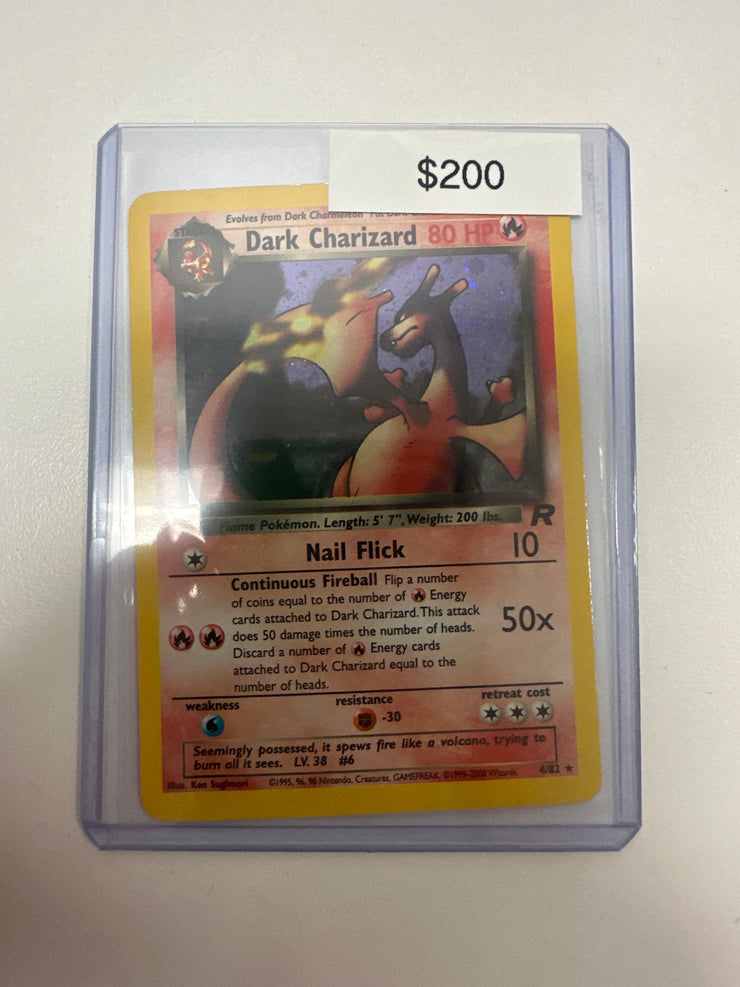 $200
Evolves from Dark Charmeleon
STAGE
Dark Charizard 80 HP
Flame Pokémon. Length: 5' 7", Weight: 200 lbs.
R
Nail Flick 10
Continuous Fireball Flip a number
of coins equal to the number of Energy
cards attached to Dark Charizard. This attack
does 50 damage times the number of heads.
Discard a number of Energy cards
attached to Dark Charizard equal to the
number of heads.
50x
weakness resistance retreat cost
-30
Seemingly possessed, it spews fire like a volcano, trying to
burn all it sees. LV. 38 #6
Illus. Ken Sugimori ©1995, 96, 98 Nintendo, Creatures, GAMEFREAK. ©1999-2000 Wizards. 4/82 ★